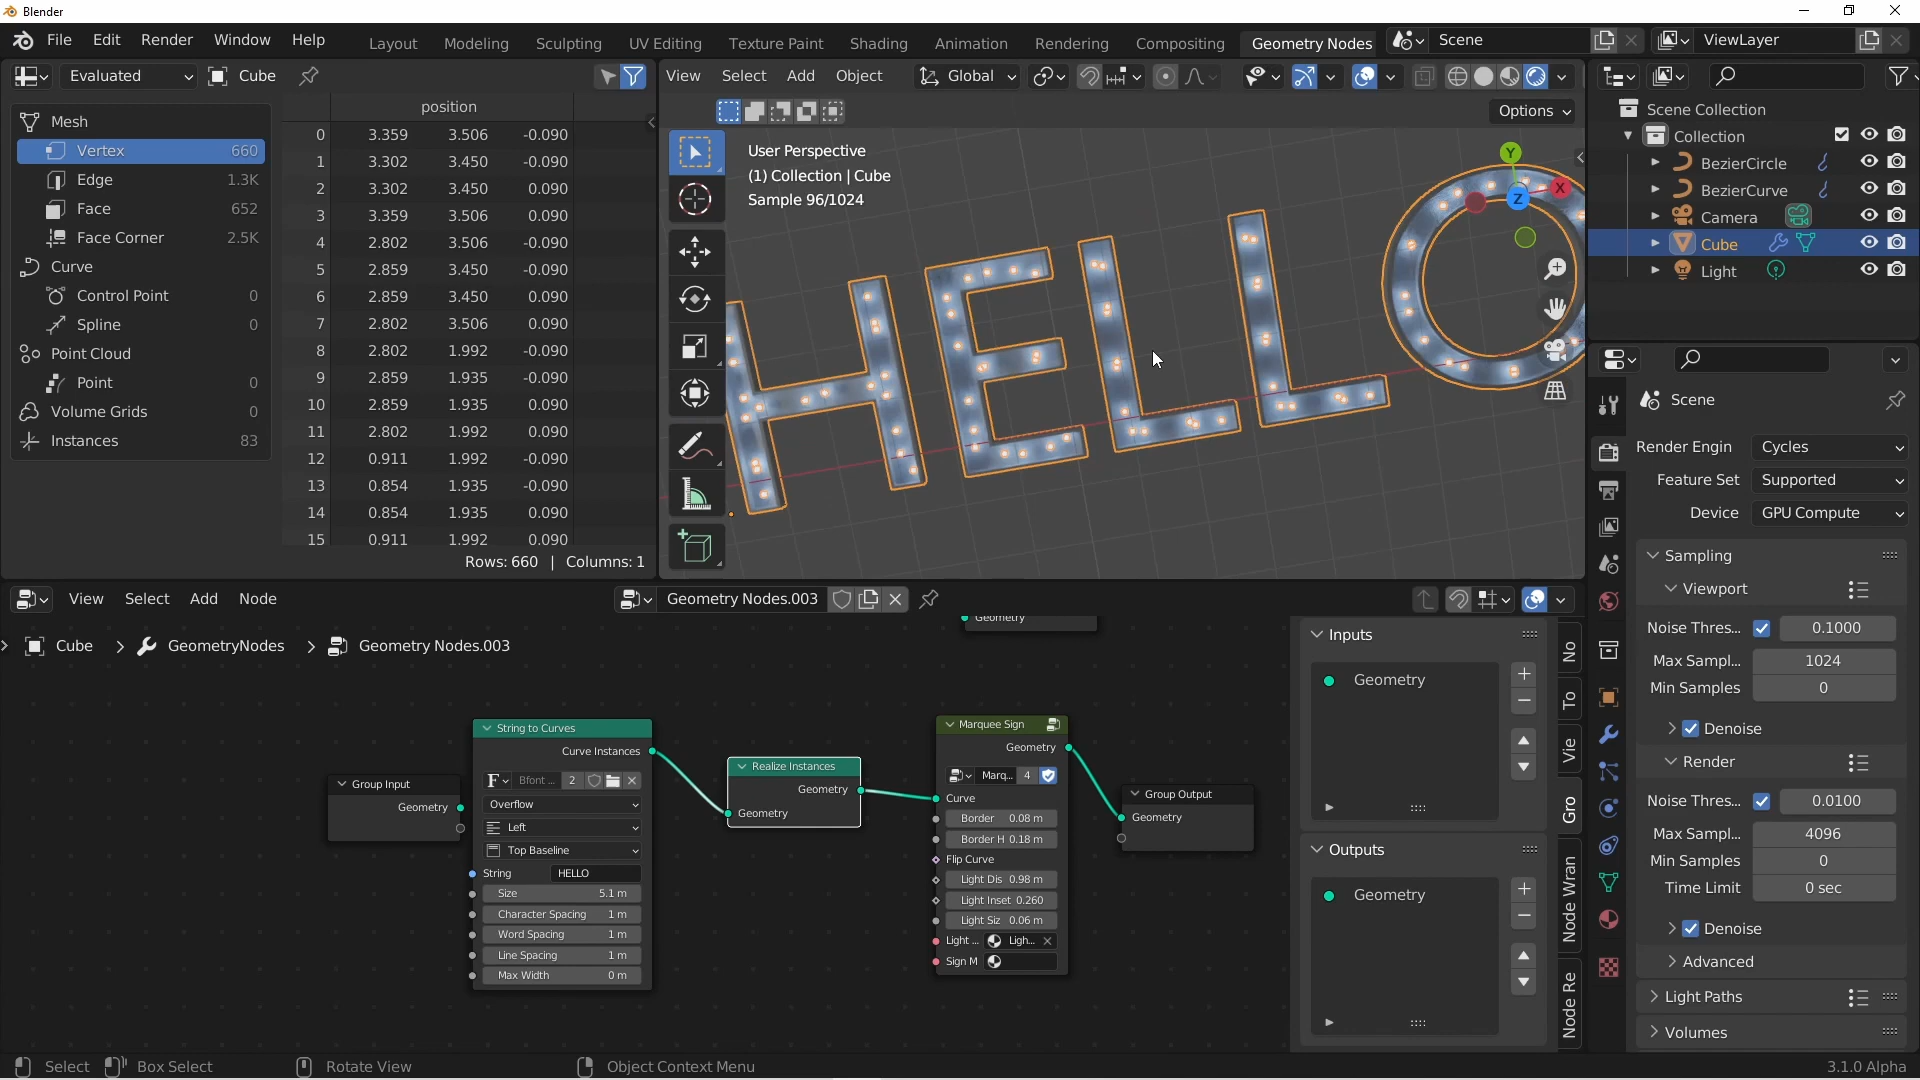 Blender
File Edit Render Window Help Layout Modeling Sculpting UV Editing Texture Paint Shading Animation Rendering Compositing Geometry Nodes Scene ViewLayer
Evaluated Cube
View Select Add Object Global
Options
position
Mesh
Vertex 660
Edge 1.3K
Face 652
Face Corner 2.5K
Curve
Control Point 0
Spline 0
Point Cloud
Point 0
Volume Grids
Instances 83
0 3.359 3.506 -0.090
1 3.302 3.450 -0.090
2 3.302 3.450 0.090
3 3.359 3.506 0.090
4 2.802 3.506 -0.090
5 2.859 3.450 -0.090
6 2.859 3.450 0.090
7 2.802 3.506 0.090
8 2.802 1.992 -0.090
9 2.859 1.935 -0.090
10 2.859 1.935 0.090
11 2.802 1.992 0.090
12 0.911 1.992 -0.090
13 0.854 1.935 -0.090
14 0.854 1.935 0.090
15 0.911 1.992 0.090
Rows: 660 | Columns: 1
User Perspective
(1) Collection | Cube
Sample 96/1024
HELLO
Y
X
Z
Scene Collection
Collection
BezierCircle
BezierCurve
Camera
Cube
Light
Scene
Render Engin Cycles
Feature Set Supported
Device GPU Compute
Sampling
Viewport
Noise Thres... 0.1000
Max Sampl... 1024
Min Samples 0
Denoise
Render
Noise Thres... 0.0100
Max Sampl... 4096
Min Samples 0
Time Limit 0 sec
Denoise
Advanced
Light Paths
Volumes
View Select Add Node Geometry Nodes.003
Cube GeometryNodes Geometry Nodes.003
Geometry
Group Input
Geometry
String to Curves
Curve Instances
Bfont ... 2
Overflow
Left
Top Baseline
String HELLO
Size 5.1 m
Character Spacing 1 m
Word Spacing 1 m
Line Spacing 1 m
Max Width 0 m
Realize Instances
Geometry
Geometry
Marquee Sign
Geometry
Marq... 4
Curve
Border 0.08 m
Border H 0.18 m
Flip Curve
Light Dis 0.98 m
Light Inset 0.260
Light Siz 0.06 m
Light ... Ligh...
Sign M
Group Output
Geometry
Inputs
Geometry
Outputs
Geometry
No
To
Vie
Gro
Node Wran
Node Re
Select Box Select Rotate View Object Context Menu 3.1.0 Alpha